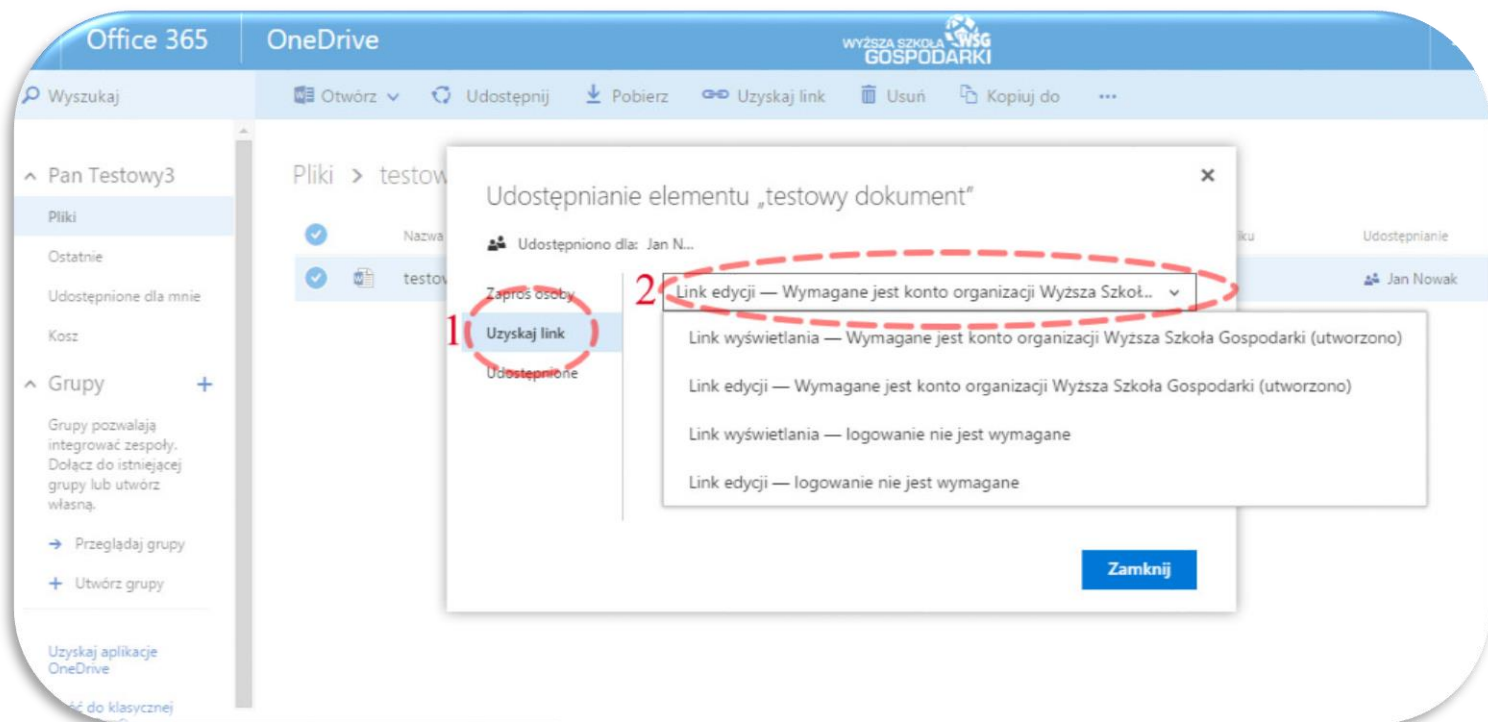 Office 365
OneDrive
WYŻSZA SZKOŁA WSG
GOSPODARKI
Wyszukaj
Otwórz
Udostępnij
Pobierz
Uzyskaj link
Usuń
Kopiuj do
...
Pan Testowy3
Pliki
Ostatnie
Udostępnione dla mnie
Kosz
Grupy +
Grupy pozwalają
integrować zespoły.
Dołącz do istniejącej
grupy lub utwórz
własną.
Przeglądaj grupy
+ Utwórz grupy
Uzyskaj aplikacje
OneDrive
do klasycznej
Pliki > testow
Nazwa
Udostępnianie
testow
Jan Nowak
Udostępnianie elementu „testowy dokument”
Udostępniono dla: Jan N...
Zaproś osoby
1 Uzyskaj link
Udostępnione
2 Link edycji — Wymagane jest konto organizacji Wyższa Szkoł...
Link wyświetlania — Wymagane jest konto organizacji Wyższa Szkoła Gospodarki (utworzono)
Link edycji — Wymagane jest konto organizacji Wyższa Szkoła Gospodarki (utworzono)
Link wyświetlania — logowanie nie jest wymagane
Link edycji — logowanie nie jest wymagane
Zamknij